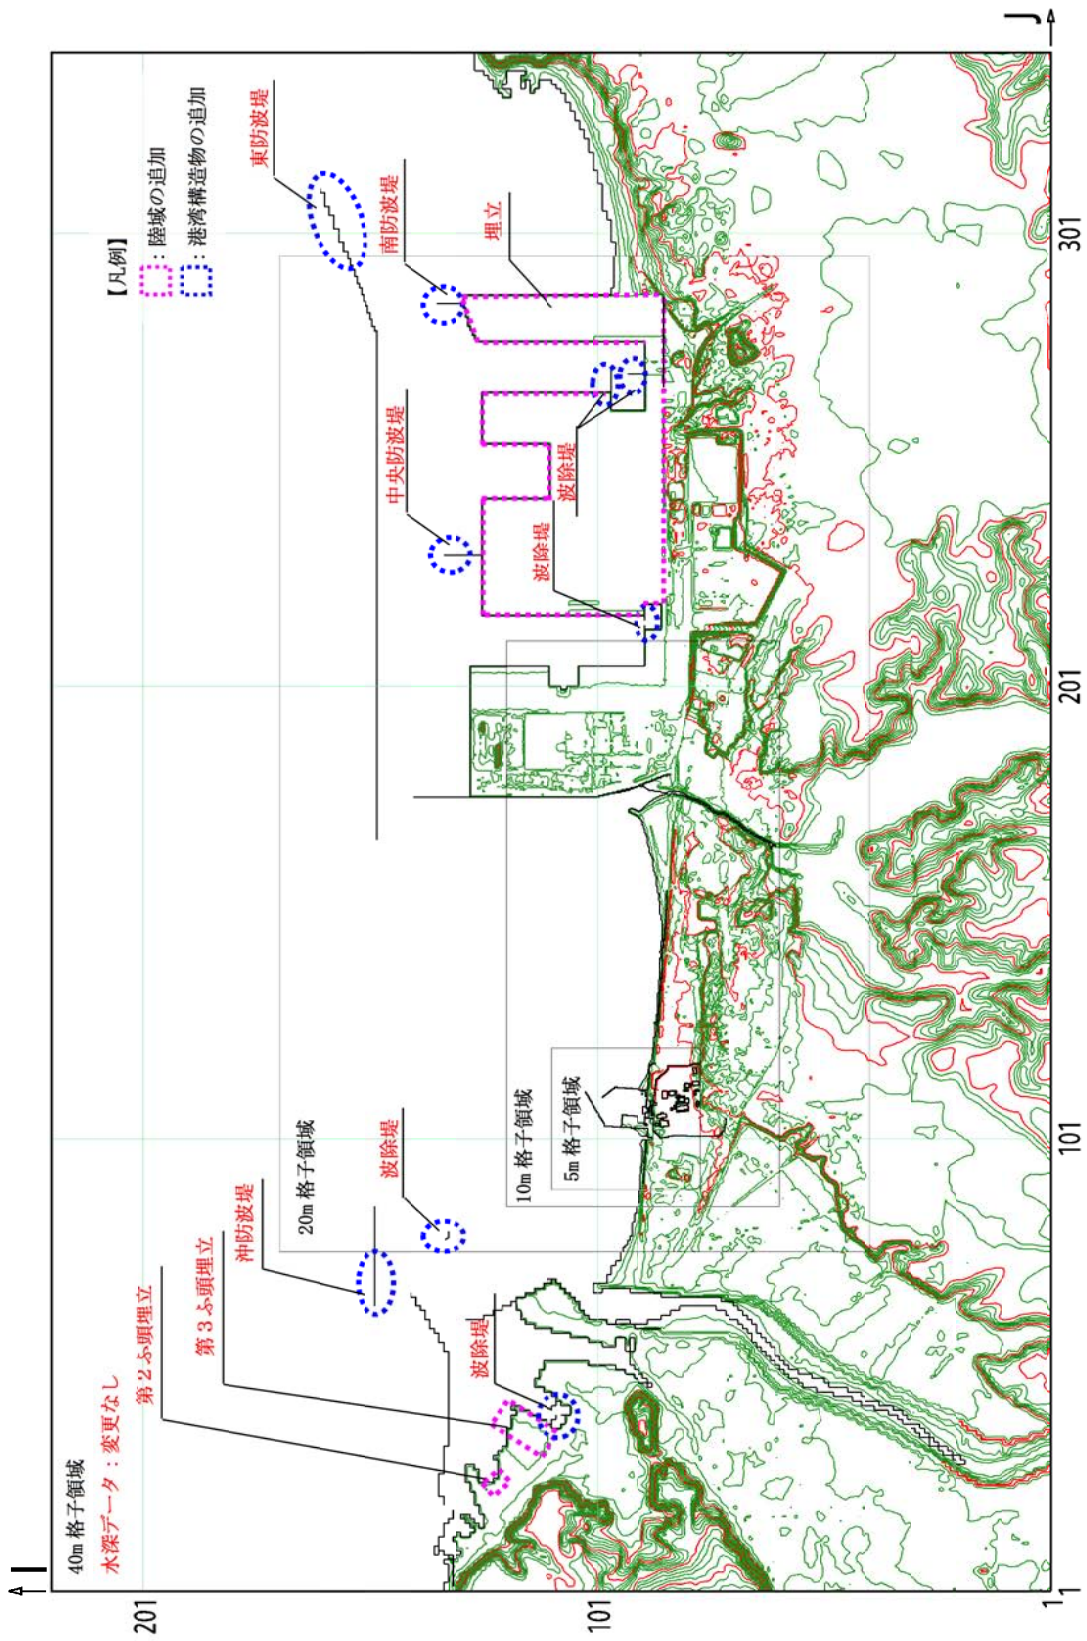 I
40m 格子領域
水深データ：変更なし
第２ふ頭埋立
第３ふ頭埋立
沖防波堤
20m 格子領域
波除堤
波除堤
10m 格子領域
5m 格子領域
中央防波堤
波除堤
波除堤
南防波堤
埋立
東防波堤
【凡例】
：陸域の追加
：港湾構造物の追加
201
101
1
1
101
201
301
J